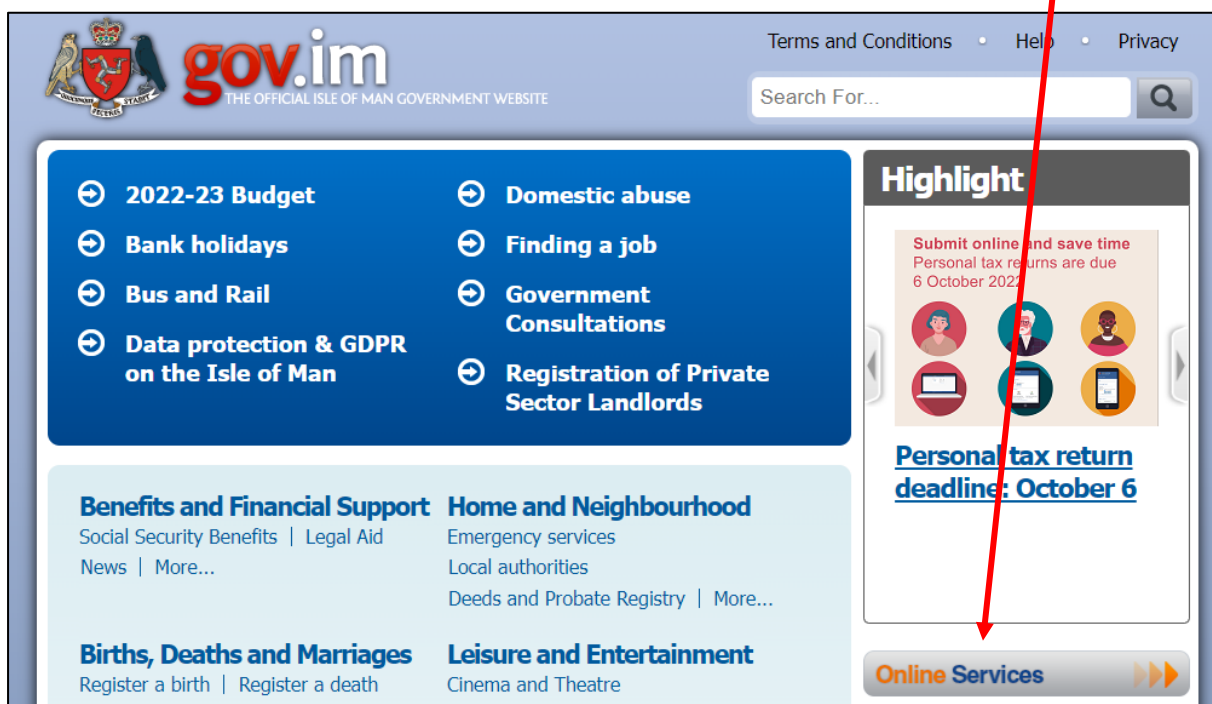 gov.im
THE OFFICIAL ISLE OF MAN GOVERNMENT WEBSITE
QUOCUNQUE JECERIS STABIT
Terms and Conditions • Help • Privacy
Search For...
2022-23 Budget
Bank holidays
Bus and Rail
Data protection & GDPR
on the Isle of Man
Domestic abuse
Finding a job
Government
Consultations
Registration of Private
Sector Landlords
Highlight
Submit online and save time
Personal tax returns are due
6 October 2022
Personal tax return
deadline: October 6
Benefits and Financial Support
Social Security Benefits | Legal Aid
News | More...
Home and Neighbourhood
Emergency services
Local authorities
Deeds and Probate Registry | More...
Births, Deaths and Marriages
Register a birth | Register a death
Leisure and Entertainment
Cinema and Theatre
Online Services